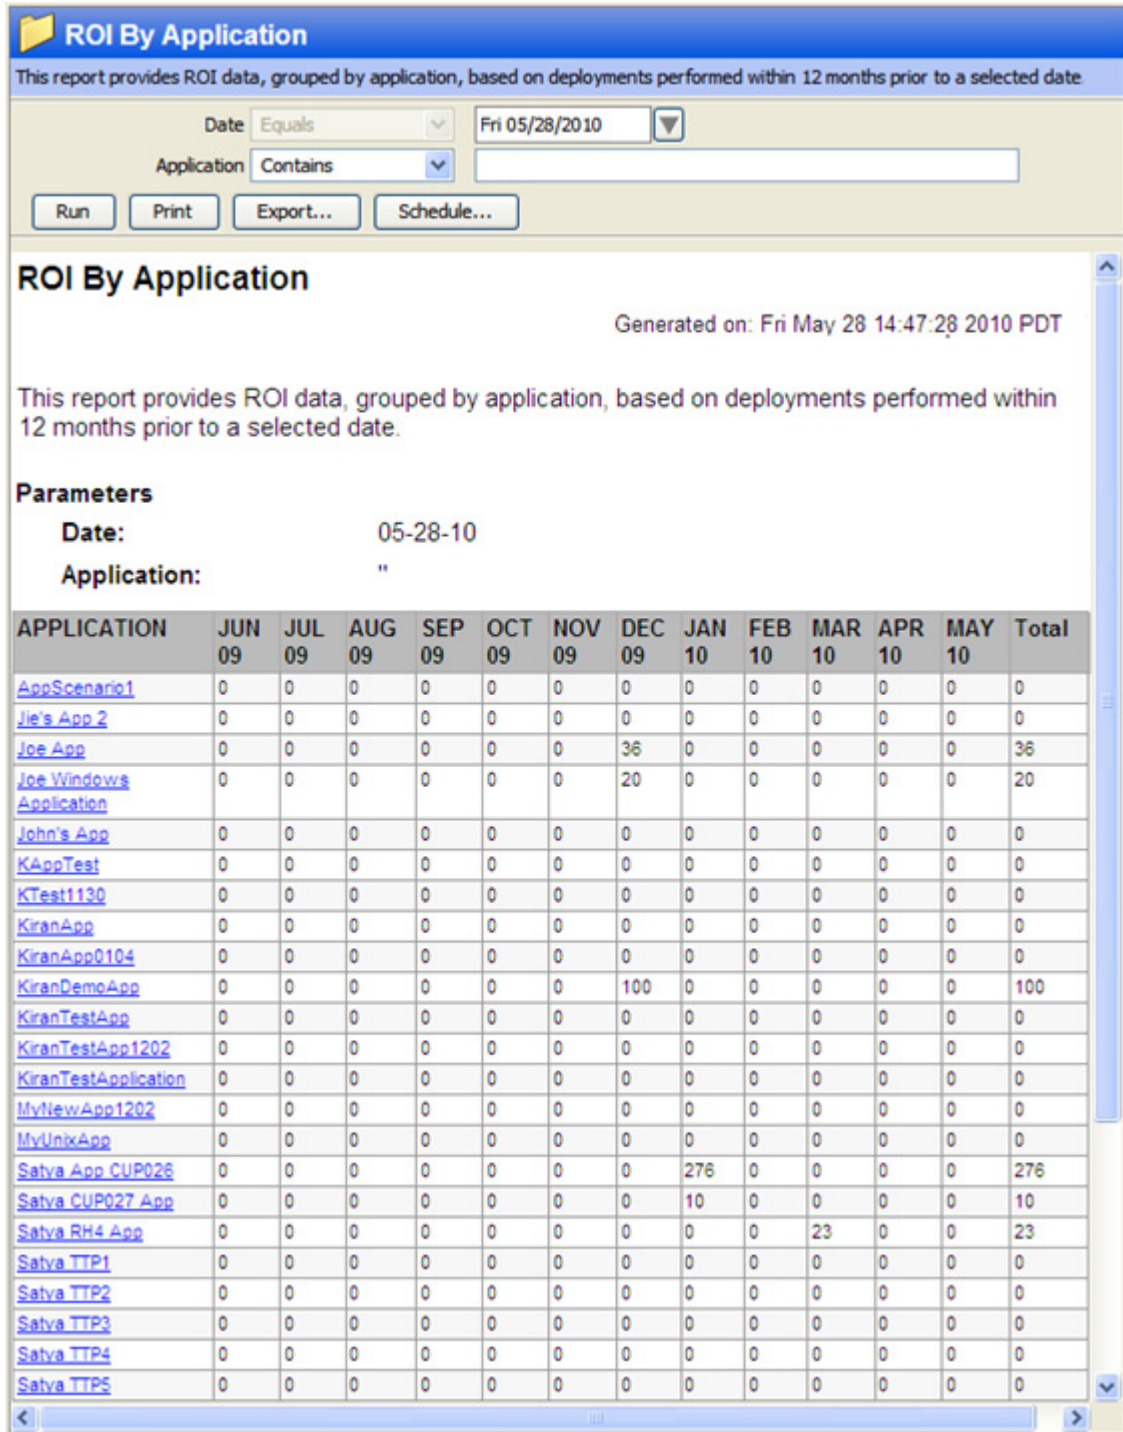 ROI By Application
This report provides ROI data, grouped by application, based on deployments performed within 12 months prior to a selected date
Date Equals Fri 05/28/2010
Application Contains
Run Print Export... Schedule...
ROI By Application
Generated on: Fri May 28 14:47:28 2010 PDT
This report provides ROI data, grouped by application, based on deployments performed within
12 months prior to a selected date.
Parameters
Date: 05-28-10
Application: "
APPLICATION JUN JUL AUG SEP OCT NOV DEC JAN FEB MAR APR MAY Total
09 09 09 09 09 09 09 10 10 10 10 10
AppScenario1 0 0 0 0 0 0 0 0 0 0 0 0 0
Jie's App 2 0 0 0 0 0 0 0 0 0 0 0 0 0
Joe App 0 0 0 0 0 0 36 0 0 0 0 0 36
Joe Windows 0 0 0 0 0 0 20 0 0 0 0 0 20
Application
John's App 0 0 0 0 0 0 0 0 0 0 0 0 0
KAppTest 0 0 0 0 0 0 0 0 0 0 0 0 0
KTest1130 0 0 0 0 0 0 0 0 0 0 0 0 0
KiranApp 0 0 0 0 0 0 0 0 0 0 0 0 0
KiranApp0104 0 0 0 0 0 0 0 0 0 0 0 0 0
KiranDemoApp 0 0 0 0 0 0 100 0 0 0 0 0 100
KiranTestApp 0 0 0 0 0 0 0 0 0 0 0 0 0
KiranTestApp1202 0 0 0 0 0 0 0 0 0 0 0 0 0
KiranTestApplication 0 0 0 0 0 0 0 0 0 0 0 0 0
MyNewApp1202 0 0 0 0 0 0 0 0 0 0 0 0 0
MyUnixApp 0 0 0 0 0 0 0 0 0 0 0 0 0
Satya App CUP026 0 0 0 0 0 0 0 276 0 0 0 0 276
Satya CUP027 App 0 0 0 0 0 0 0 10 0 0 0 0 10
Satya RH4 App 0 0 0 0 0 0 0 0 0 23 0 0 23
Satya TTP1 0 0 0 0 0 0 0 0 0 0 0 0 0
Satya TTP2 0 0 0 0 0 0 0 0 0 0 0 0 0
Satya TTP3 0 0 0 0 0 0 0 0 0 0 0 0 0
Satya TTP4 0 0 0 0 0 0 0 0 0 0 0 0 0
Satya TTP5 0 0 0 0 0 0 0 0 0 0 0 0 0